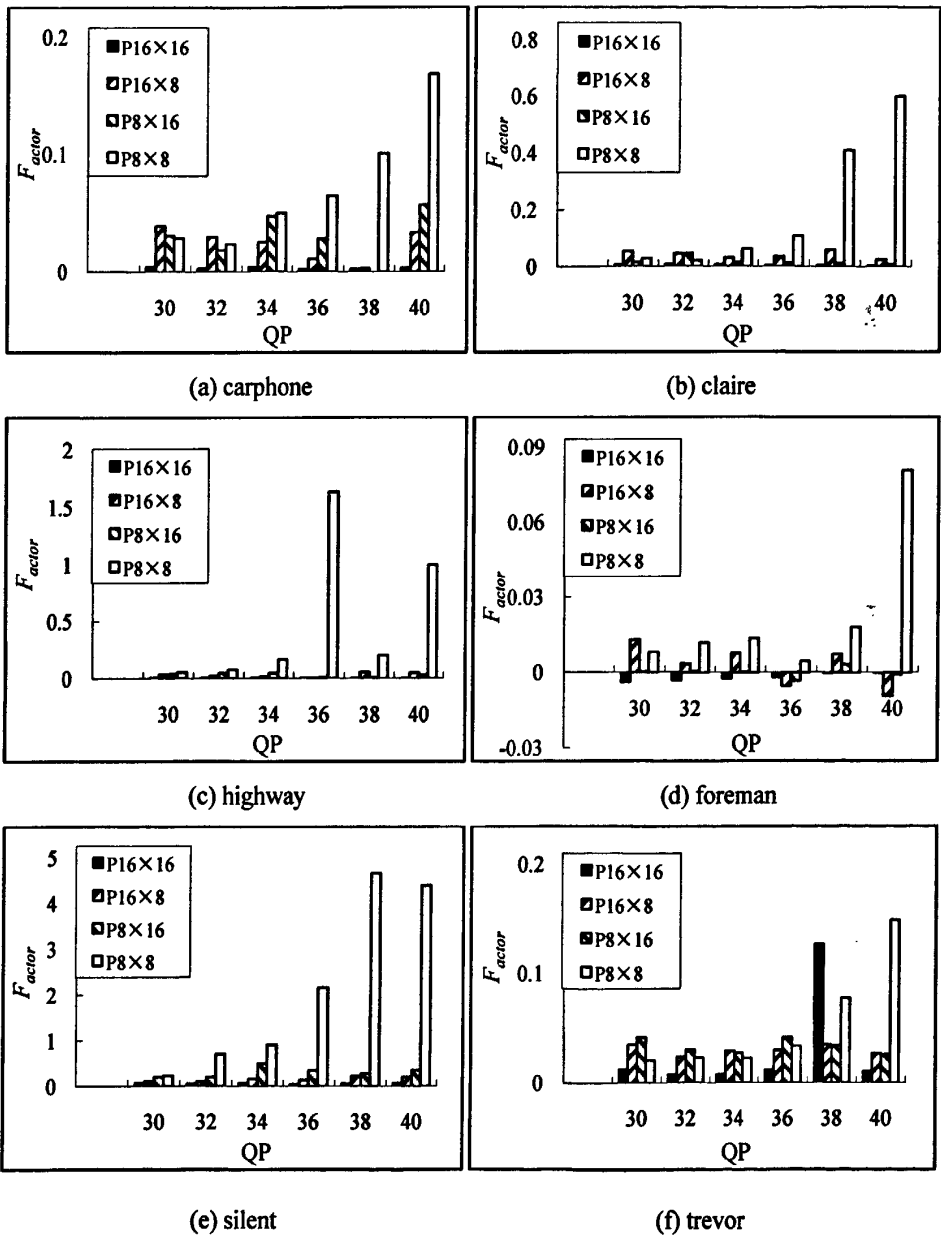 0.2
0.1
0
F_actor
P16×16
P16×8
P8×16
P8×8
30 32 34 36 38 40
QP
(a) carphone
0.8
0.6
0.4
0.2
0
F_actor
P16×16
P16×8
P8×16
P8×8
30 32 34 36 38 40
QP
(b) claire
2
1.5
1
0.5
0
F_actor
P16×16
P16×8
P8×16
P8×8
30 32 34 36 38 40
QP
(c) highway
0.09
0.06
0.03
0
-0.03
F_actor
P16×16
P16×8
P8×16
P8×8
30 32 34 36 38 40
QP
(d) foreman
5
4
3
2
1
0
F_actor
P16×16
P16×8
P8×16
P8×8
30 32 34 36 38 40
QP
(e) silent
0.2
0.1
0
F_actor
P16×16
P16×8
P8×16
P8×8
30 32 34 36 38 40
QP
(f) trevor